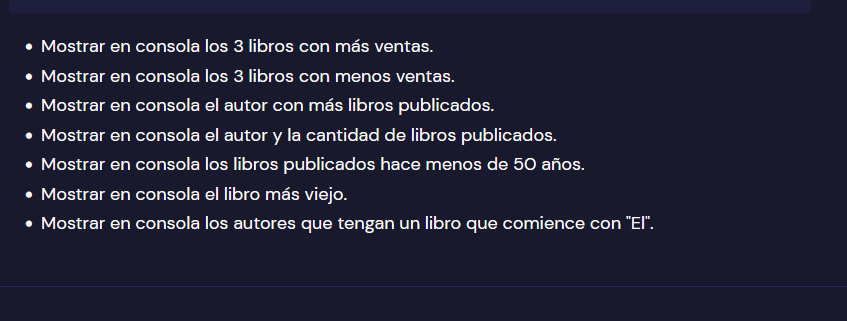 Mostrar en consola los 3 libros con más ventas.
Mostrar en consola los 3 libros con menos ventas.
Mostrar en consola el autor con más libros publicados.
Mostrar en consola el autor y la cantidad de libros publicados.
Mostrar en consola los libros publicados hace menos de 50 años.
Mostrar en consola el libro más viejo.
Mostrar en consola los autores que tengan un libro que comience con "El".